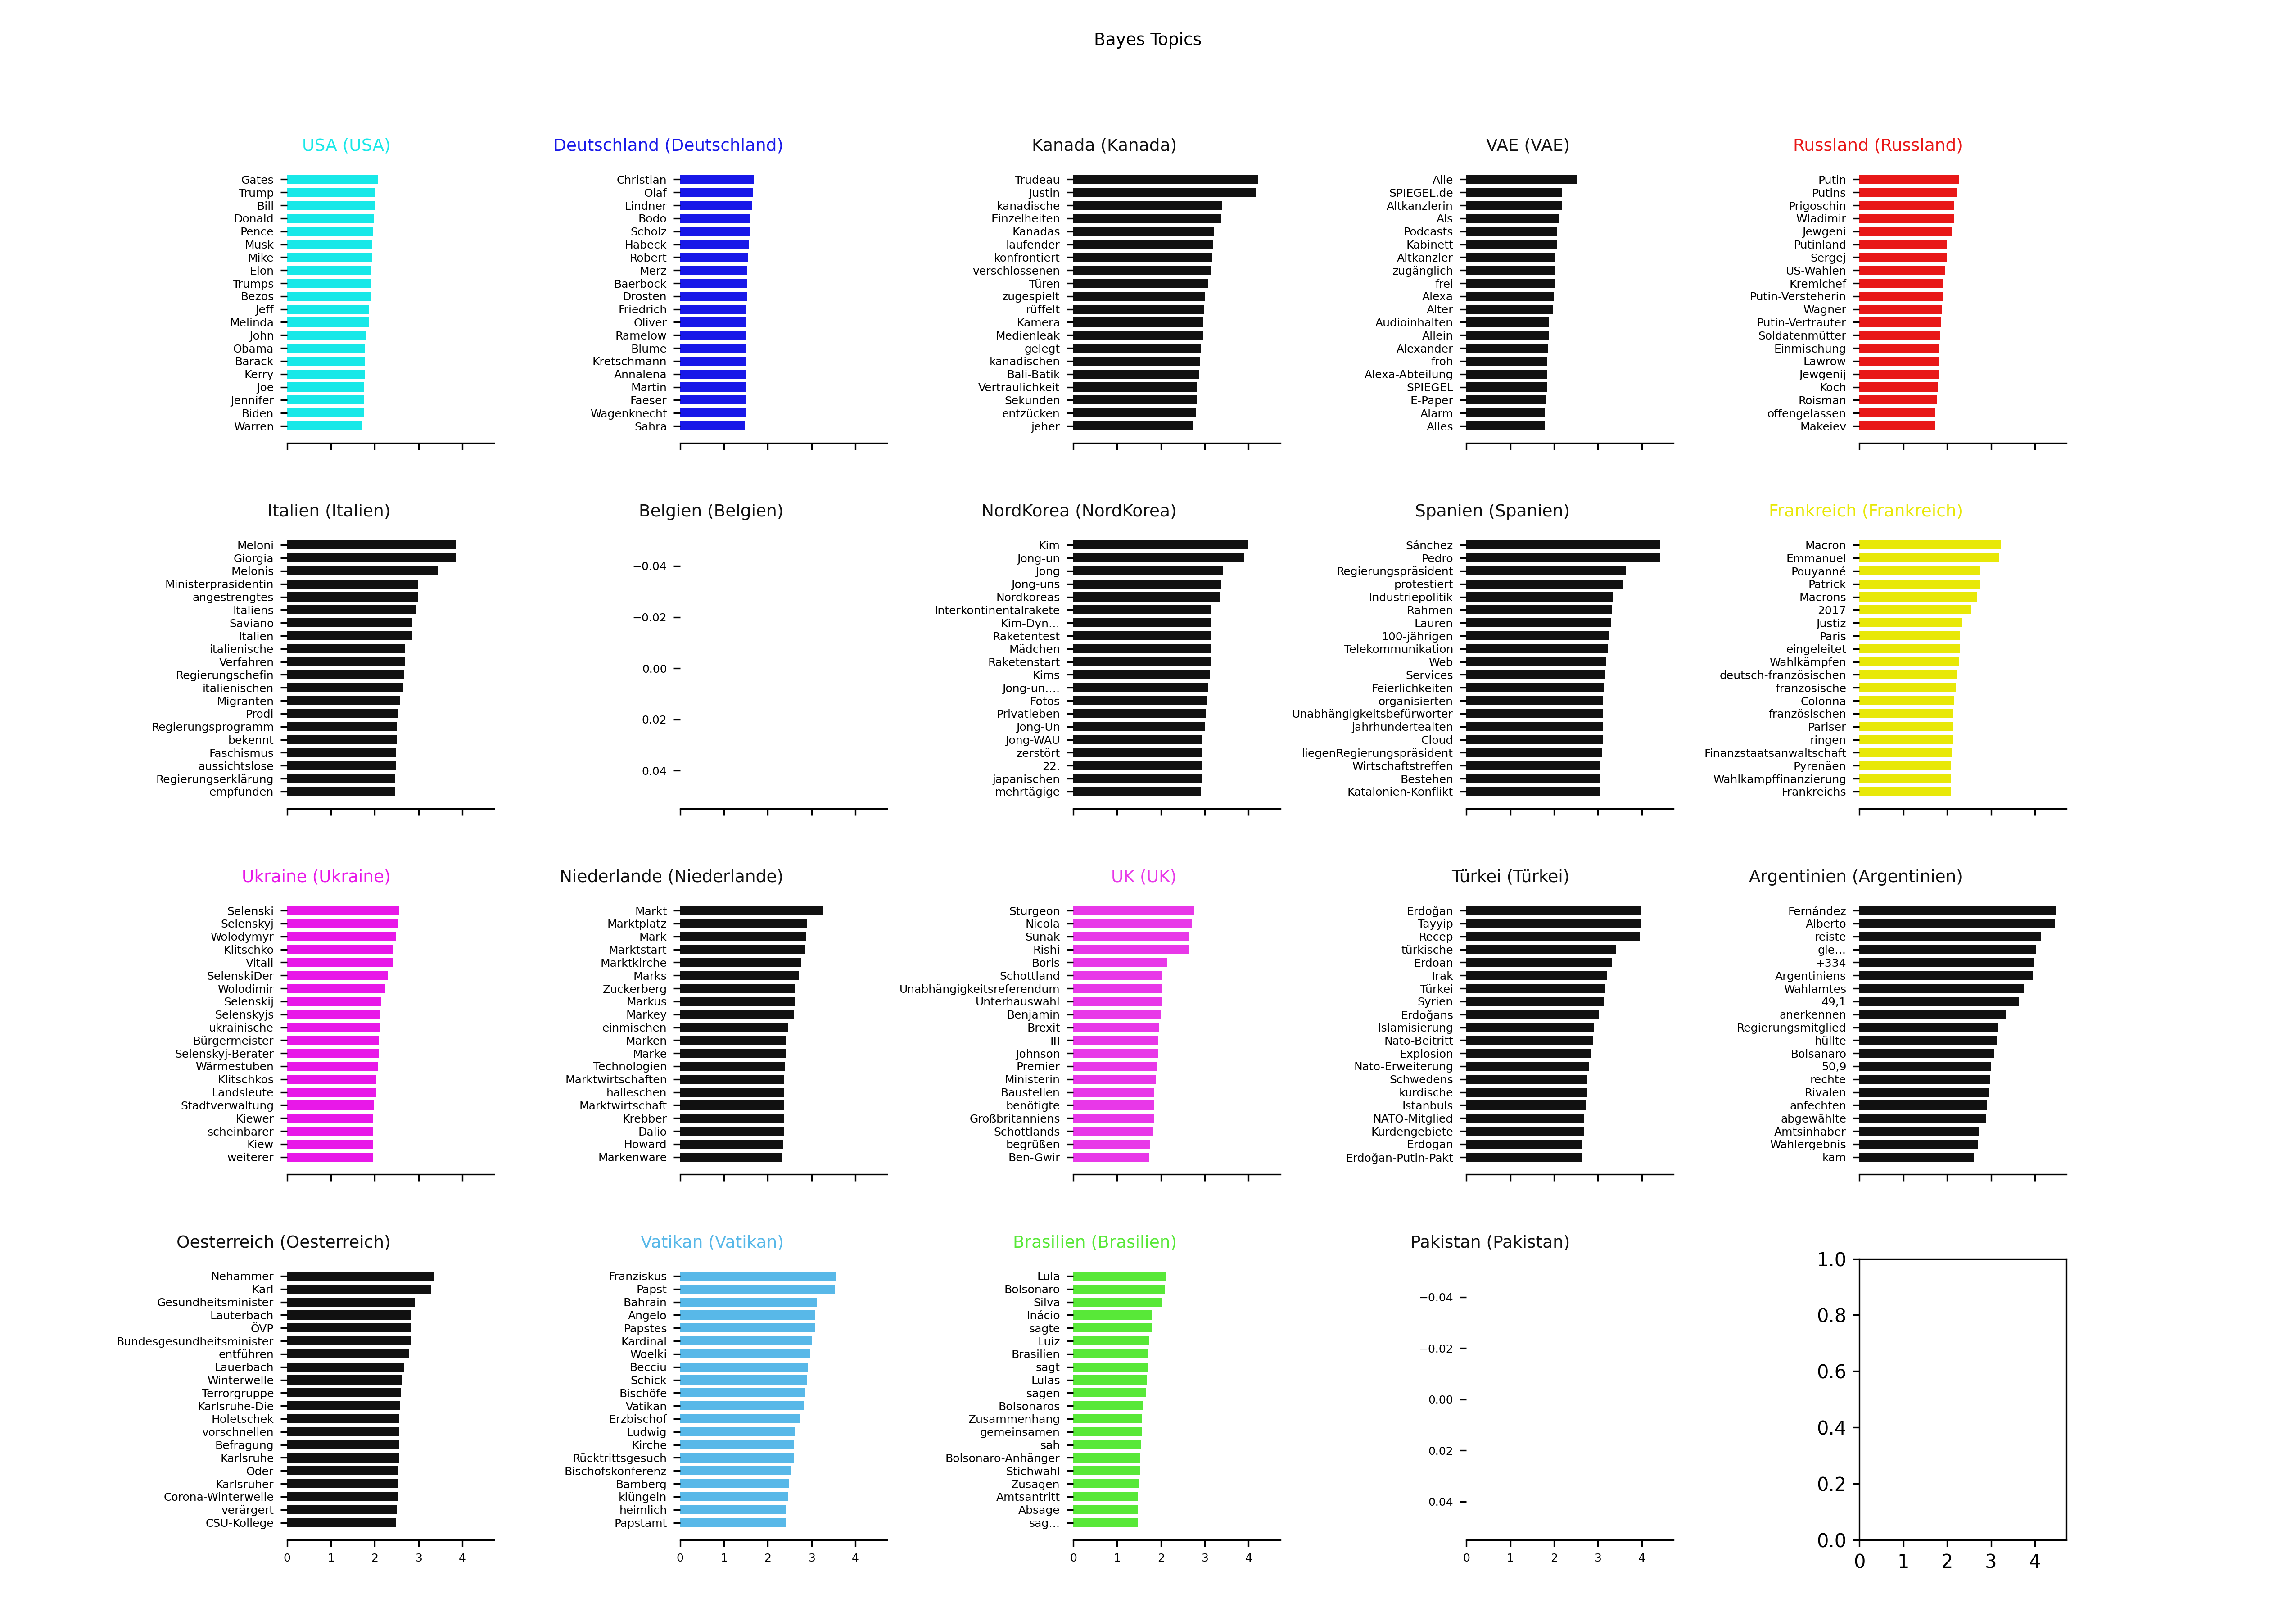 Bayes Topics
USA (USA)
Gates
Trump
Bill
Donald
Pence
Musk
Mike
Elon
Trumps
Bezos
Jeff
Melinda
John
Obama
Barack
Kerry
Joe
Jennifer
Biden
Warren
Deutschland (Deutschland)
Christian
Olaf
Lindner
Bodo
Scholz
Habeck
Robert
Merz
Baerbock
Drosten
Friedrich
Oliver
Ramelow
Blume
Kretschmann
Annalena
Martin
Faeser
Wagenknecht
Sahra
Kanada (Kanada)
Trudeau
Justin
kanadische
Einzelheiten
Kanadas
laufender
konfrontiert
verschlossenen
Türen
zugespielt
rüffelt
Kamera
Medienleak
gelegt
kanadischen
Bali-Batik
Vertraulichkeit
Sekunden
entzücken
jeher
VAE (VAE)
Alle
SPIEGEL.de
Altkanzlerin
Als
Podcasts
Kabinett
Altkanzler
zugänglich
frei
Alexa
Alter
Audioinhalten
Allein
Alexander
froh
Alexa-Abteilung
SPIEGEL
E-Paper
Alarm
Alles
Russland (Russland)
Putin
Putins
Prigoschin
Wladimir
Jewgeni
Putinland
Sergej
US-Wahlen
Kremlchef
Putin-Versteherin
Wagner
Putin-Vertrauter
Soldatenmütter
Einmischung
Lawrow
Jewgenij
Koch
Roisman
offengelassen
Makeiev
Italien (Italien)
Meloni
Giorgia
Melonis
Ministerpräsidentin
angestrengtes
Italiens
Saviano
Italien
italienische
Verfahren
Regierungschefin
italienischen
Migranten
Prodi
Regierungsprogramm
bekennt
Faschismus
aussichtslose
Regierungserklärung
empfunden
Belgien (Belgien)
−0.04
−0.02
0.00
0.02
0.04
NordKorea (NordKorea)
Kim
Jong-un
Jong
Jong-uns
Nordkoreas
Interkontinentalrakete
Kim-Dyn...
Raketentest
Mädchen
Raketenstart
Kims
Jong-un....
Fotos
Privatleben
Jong-Un
Jong-WAU
zerstört
22.
japanischen
mehrtägige
Spanien (Spanien)
Sánchez
Pedro
Regierungspräsident
protestiert
Industriepolitik
Rahmen
Lauren
100-jährigen
Telekommunikation
Web
Services
Feierlichkeiten
organisierten
Unabhängigkeitsbefürworter
jahrhundertealten
Cloud
liegenRegierungspräsident
Wirtschaftstreffen
Bestehen
Katalonien-Konflikt
Frankreich (Frankreich)
Macron
Emmanuel
Pouyanné
Patrick
Macrons
2017
Justiz
Paris
eingeleitet
Wahlkämpfen
deutsch-französischen
französische
Colonna
französischen
Pariser
ringen
Finanzstaatsanwaltschaft
Pyrenäen
Wahlkampffinanzierung
Frankreichs
Ukraine (Ukraine)
Selenski
Selenskyj
Wolodymyr
Klitschko
Vitali
SelenskiDer
Wolodimir
Selenskij
Selenskyjs
ukrainische
Bürgermeister
Selenskyj-Berater
Wärmestuben
Klitschkos
Landsleute
Stadtverwaltung
Kiewer
scheinbarer
Kiew
weiterer
Niederlande (Niederlande)
Markt
Marktplatz
Mark
Marktstart
Marktkirche
Marks
Zuckerberg
Markus
Markey
einmischen
Marken
Marke
Technologien
Marktwirtschaften
halleschen
Marktwirtschaft
Krebber
Dalio
Howard
Markenware
UK (UK)
Sturgeon
Nicola
Sunak
Rishi
Boris
Schottland
Unabhängigkeitsreferendum
Unterhauswahl
Benjamin
Brexit
III
Johnson
Premier
Ministerin
Baustellen
benötigte
Großbritanniens
Schottlands
begrüßen
Ben-Gwir
Türkei (Türkei)
Erdoğan
Tayyip
Recep
türkische
Erdoan
Irak
Türkei
Syrien
Erdoğans
Islamisierung
Nato-Beitritt
Explosion
Nato-Erweiterung
Schwedens
kurdische
Istanbuls
NATO-Mitglied
Kurdengebiete
Erdogan
Erdoğan-Putin-Pakt
Argentinien (Argentinien)
Fernández
Alberto
reiste
gle...
+334
Argentiniens
Wahlamtes
49,1
anerkennen
Regierungsmitglied
hüllte
Bolsanaro
50,9
rechte
Rivalen
anfechten
abgewählte
Amtsinhaber
Wahlergebnis
kam
Oesterreich (Oesterreich)
Nehammer
Karl
Gesundheitsminister
Lauterbach
ÖVP
Bundesgesundheitsminister
entführen
Lauerbach
Winterwelle
Terrorgruppe
Karlsruhe-Die
Holetschek
vorschnellen
Befragung
Karlsruhe
Oder
Karlsruher
Corona-Winterwelle
verärgert
CSU-Kollege
0 1 2 3 4
Vatikan (Vatikan)
Franziskus
Papst
Bahrain
Angelo
Papstes
Kardinal
Woelki
Becciu
Schick
Bischöfe
Vatikan
Erzbischof
Ludwig
Kirche
Rücktrittsgesuch
Bischofskonferenz
Bamberg
klüngeln
heimlich
Papstamt
0 1 2 3 4
Brasilien (Brasilien)
Lula
Bolsonaro
Silva
Inácio
sagte
Luiz
Brasilien
sagt
Lulas
sagen
Bolsonaros
Zusammenhang
gemeinsamen
sah
Bolsonaro-Anhänger
Stichwahl
Zusagen
Amtsantritt
Absage
sag...
0 1 2 3 4
Pakistan (Pakistan)
−0.04
−0.02
0.00
0.02
0.04
0 1 2 3 4
1.0
0.8
0.6
0.4
0.2
0.0
0 1 2 3 4